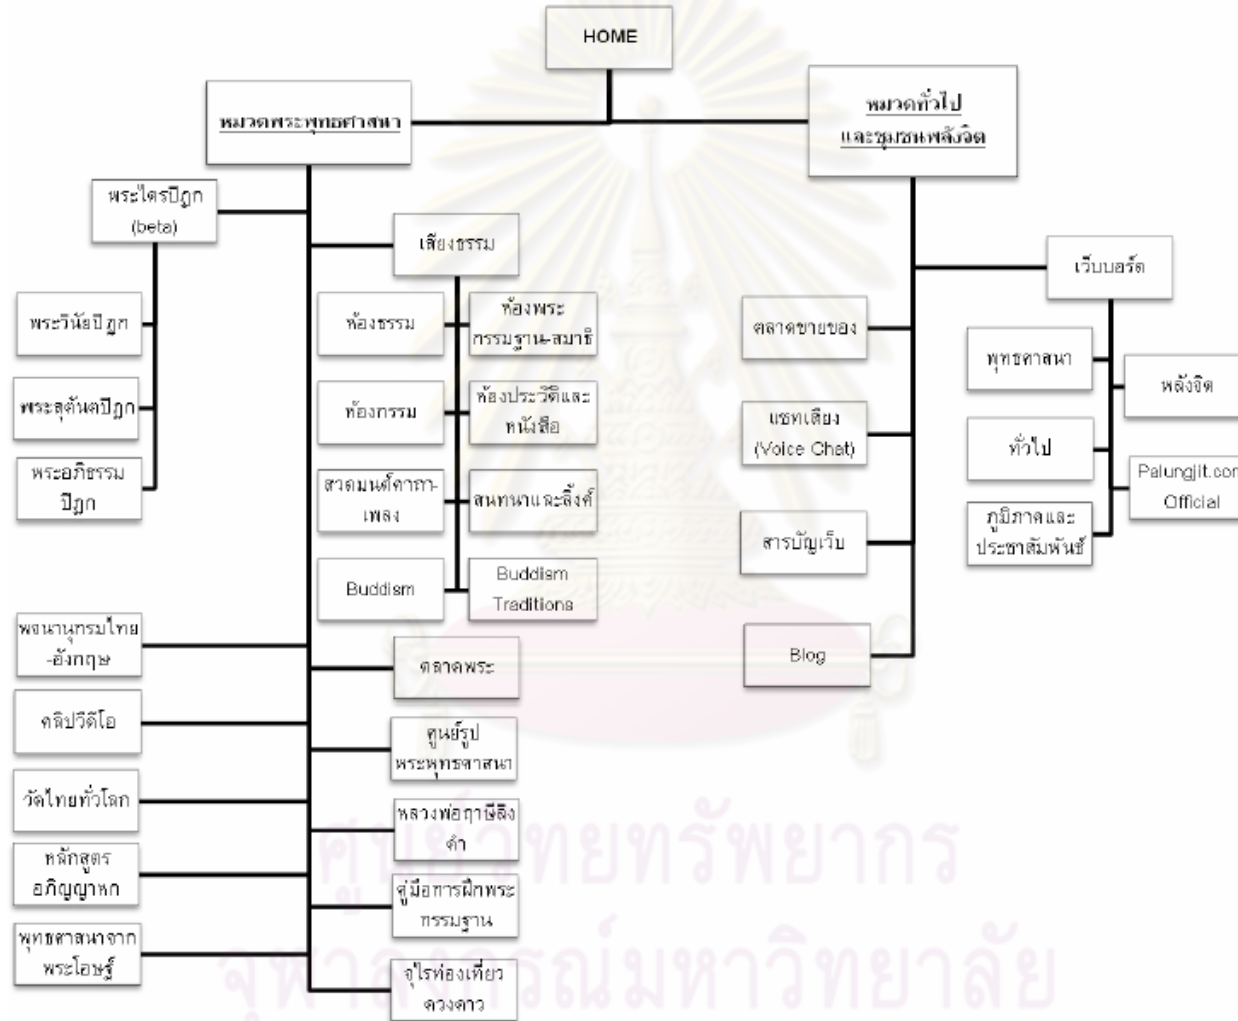 HOME
หมวดพระพุทธศาสนา
หมวดทั่วไป
และชุมชนพลังจิต
พระไตรปิฎก
(beta)
พระวินัยปิฎก
พระสุตันตปิฎก
พระอภิธรรม
ปิฎก
เสียงธรรม
ห้องธรรม
ห้องพระ
กรรมฐาน-สมาธิ
ห้องกรรม
ห้องประวัติและ
หนังสือ
สวดมนต์คาถา-
เพลง
สนทนาและลิ้งค์
Buddism
Buddism
Traditions
พจนานุกรมไทย
-อังกฤษ
คลิปวีดีโอ
วัดไทยทั่วโลก
หลักสูตร
อภิญญาหก
พุทธศาสนาจาก
พระโอษฐ์
ตลาดพระ
ศูนย์รูป
พระพุทธศาสนา
หลวงพ่อฤาษีลิง
ดำ
คู่มือการฝึกพระ
กรรมฐาน
จุไรท่องเที่ยว
ดวงดาว
ตลาดขายของ
แชทเสียง
(Voice Chat)
สารบัญเว็บ
Blog
เว็บบอร์ด
พุทธศาสนา
พลังจิต
ทั่วไป
Palungjit.com
Official
ภูมิภาคและ
ประชาสัมพันธ์
ศูนย์วิทยทรัพยากร
จุฬาลงกรณ์มหาวิทยาลัย